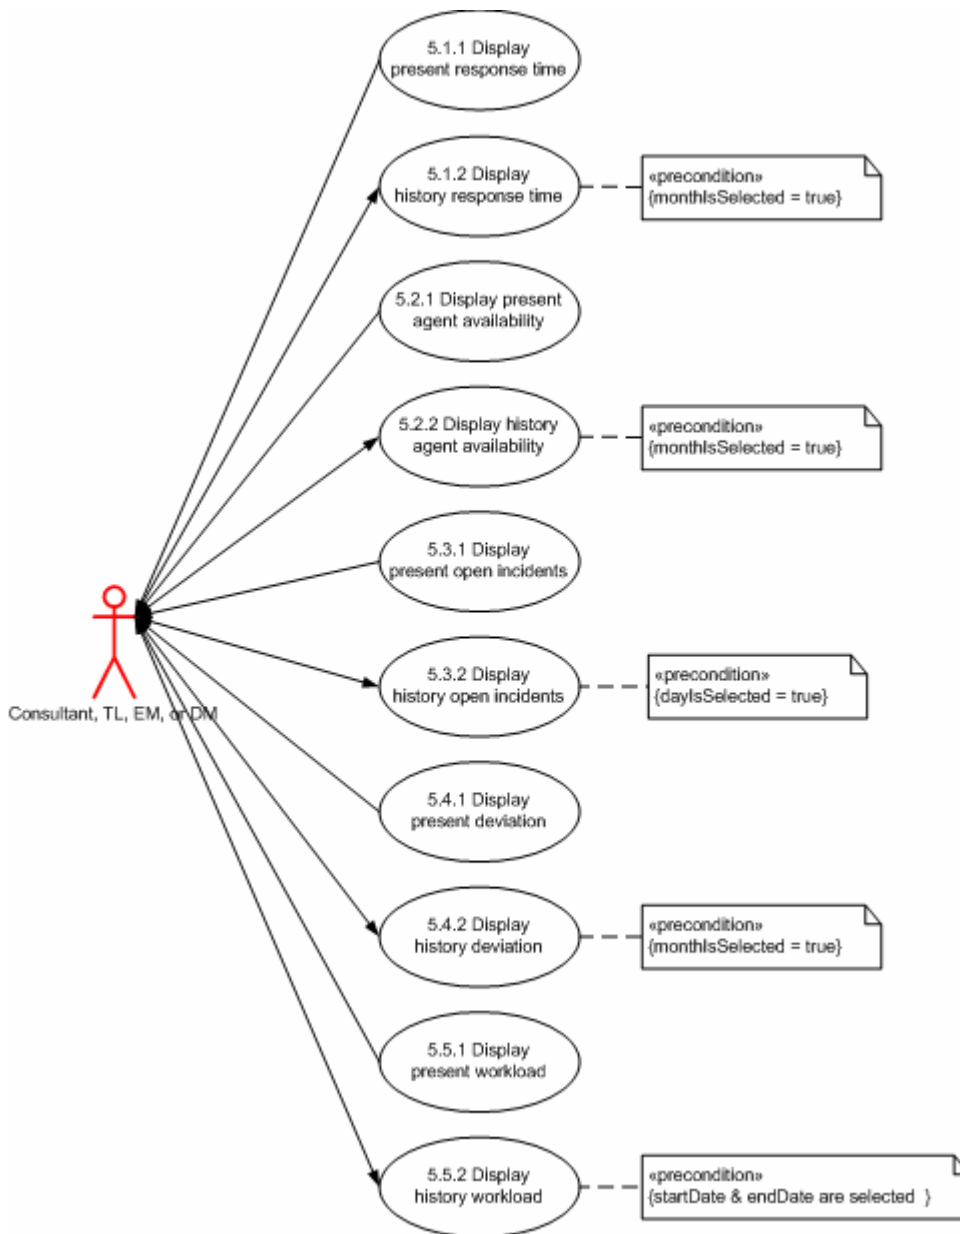 5.1.1 Display
present response time
5.1.2 Display
history response time
«precondition»
{monthIsSelected = true}
5.2.1 Display present
agent availability
5.2.2 Display history
agent availability
«precondition»
{monthIsSelected = true}
5.3.1 Display
present open incidents
5.3.2 Display
history open incidents
«precondition»
{dayIsSelected = true}
Consultant, TL, EM, or DM
5.4.1 Display
present deviation
5.4.2 Display
history deviation
«precondition»
{monthIsSelected = true}
5.5.1 Display
present workload
5.5.2 Display
history workload
«precondition»
{startDate & endDate are selected  }